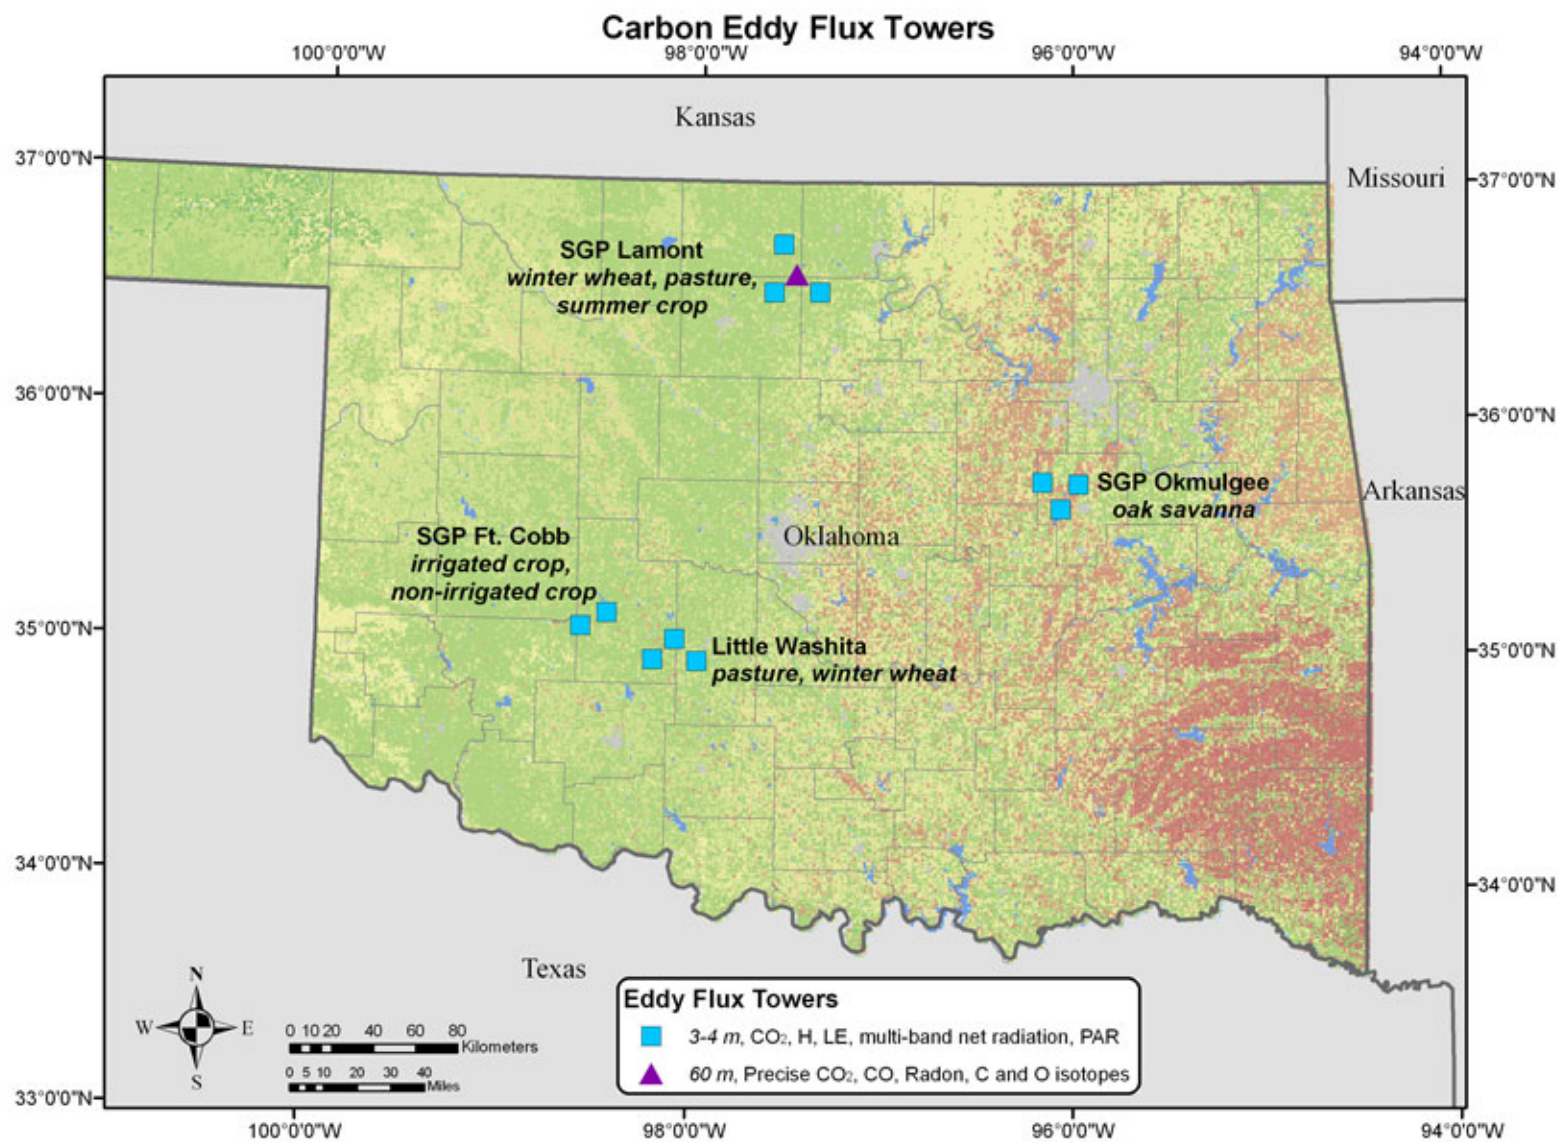 Carbon Eddy Flux Towers
100°0'0"W 98°0'0"W 96°0'0"W 94°0'0"W
Kansas
37°0'0"N
Missouri
37°0'0"N
SGP Lamont
winter wheat, pasture,
summer crop
36°0'0"N
36°0'0"N
SGP Okmulgee
oak savanna
Arkansas
SGP Ft. Cobb
irrigated crop,
non-irrigated crop
Oklahoma
35°0'0"N
Little Washita
pasture, winter wheat
35°0'0"N
34°0'0"N
34°0'0"N
Texas
N
W E
S
0 10 20 40 60 80
Kilometers
0 5 10 20 30 40
Miles
Eddy Flux Towers
3-4 m, CO₂, H, LE, multi-band net radiation, PAR
60 m, Precise CO₂, CO, Radon, C and O isotopes
33°0'0"N
100°0'0"W 98°0'0"W 96°0'0"W 94°0'0"W